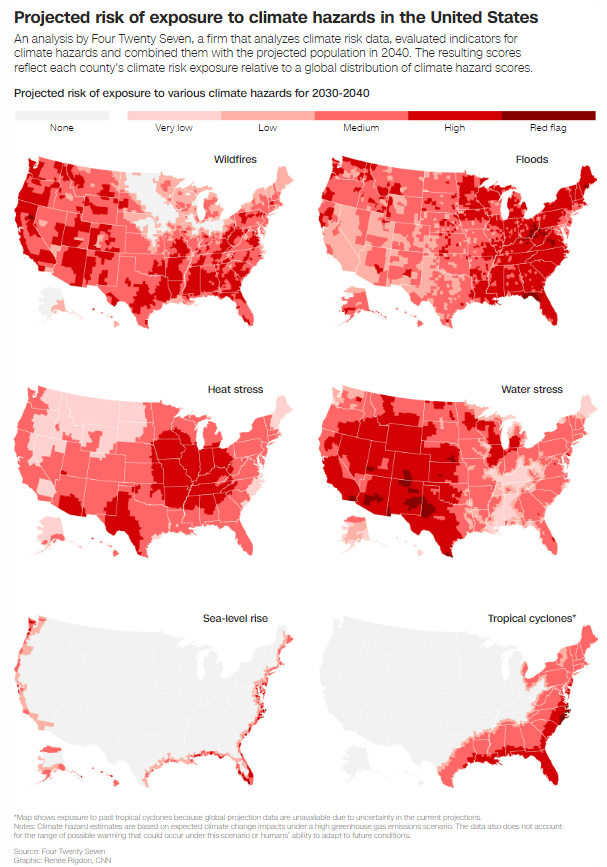 Projected risk of exposure to climate hazards in the United States
An analysis by Four Twenty Seven, a firm that analyzes climate risk data, evaluated indicators for
climate hazards and combined them with the projected population in 2040. The resulting scores
reflect each county's climate risk exposure relative to a global distribution of climate hazard scores.
Projected risk of exposure to various climate hazards for 2030-2040
None Very low Low Medium High Red flag
Wildfires
Floods
Heat stress
Water stress
Sea-level rise
Tropical cyclones*
*Map shows exposure to past tropical cyclones because global projection data are unavailable due to uncertainty in the current projections.
Notes: Climate hazard estimates are based on expected climate change impacts under a high greenhouse gas emissions scenario. The data also does not account
for the range of possible warming that could occur under this scenario or humans' ability to adapt to future conditions.
Source: Four Twenty Seven
Graphic: Renée Rigdon, CNN